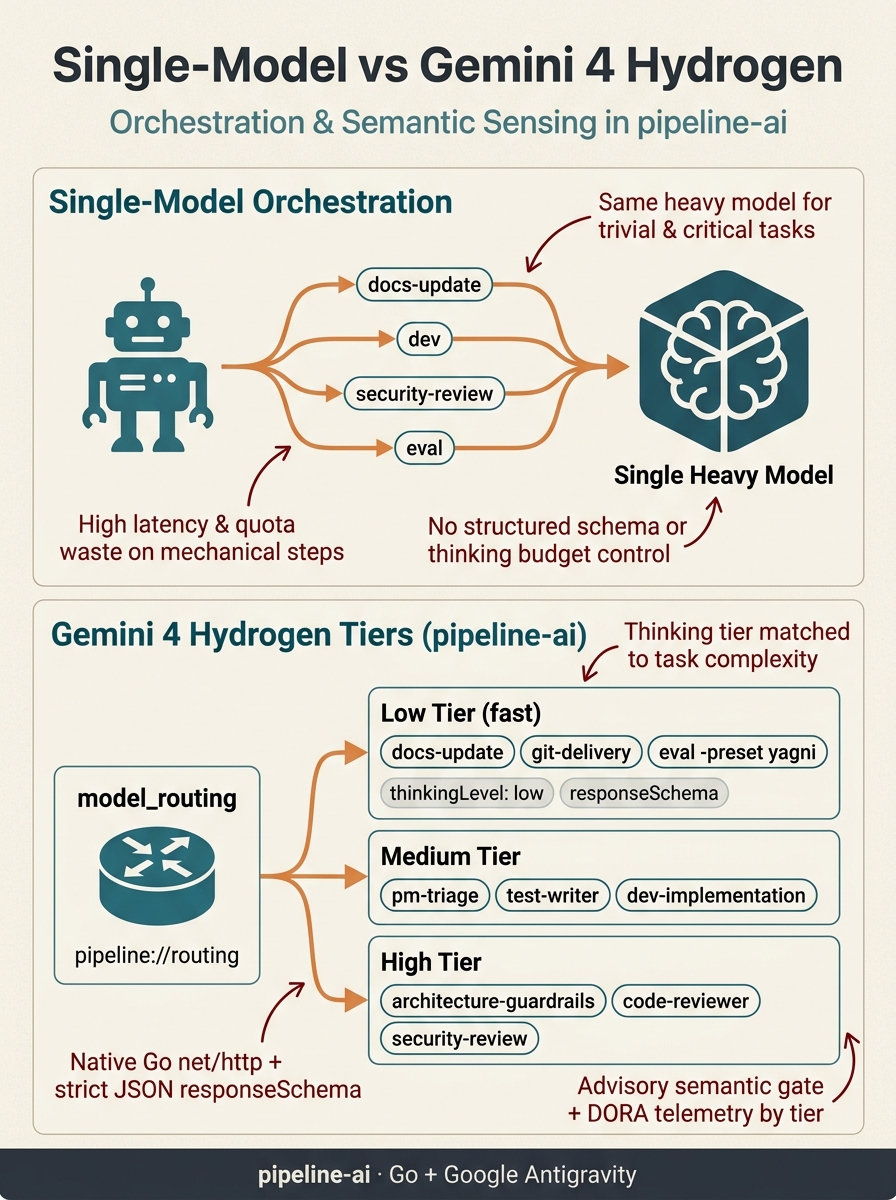 Single-Model vs Gemini 4 Hydrogen
Orchestration & Semantic Sensing in pipeline-ai
Single-Model Orchestration
Same heavy model for
trivial & critical tasks
docs-update
dev
security-review
eval
Single Heavy Model
High latency & quota
waste on mechanical steps
No structured schema or
thinking budget control
Gemini 4 Hydrogen Tiers (pipeline-ai)
Thinking tier matched
to task complexity
model_routing
pipeline://routing
Low Tier (fast)
docs-update git-delivery eval -preset yagni
thinkingLevel: low responseSchema
Medium Tier
pm-triage test-writer dev-implementation
High Tier
architecture-guardrails code-reviewer
security-review
Native Go net/http +
strict JSON responseSchema
Advisory semantic gate
+ DORA telemetry by tier
pipeline-ai · Go + Google Antigravity